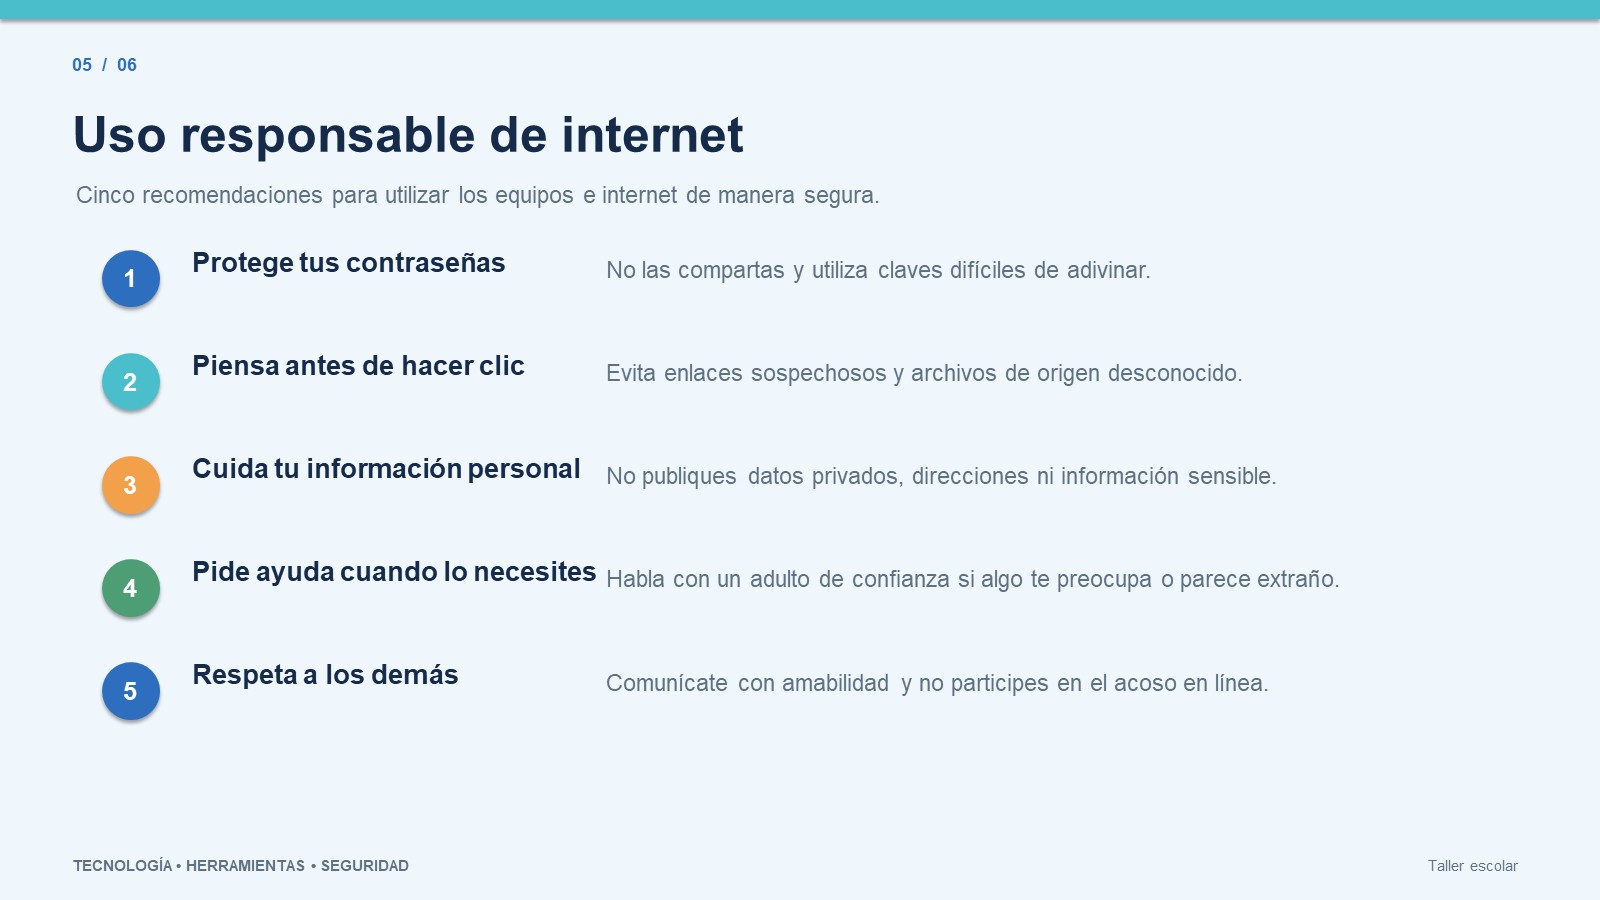 05 / 06
Uso responsable de internet
Cinco recomendaciones para utilizar los equipos e internet de manera segura.
1 Protege tus contraseñas No las compartas y utiliza claves difíciles de adivinar.
2 Piensa antes de hacer clic Evita enlaces sospechosos y archivos de origen desconocido.
3 Cuida tu información personal No publiques datos privados, direcciones ni información sensible.
4 Pide ayuda cuando lo necesites Habla con un adulto de confianza si algo te preocupa o parece extraño.
5 Respeta a los demás Comunícate con amabilidad y no participes en el acoso en línea.
TECNOLOGÍA • HERRAMIENTAS • SEGURIDAD Taller escolar